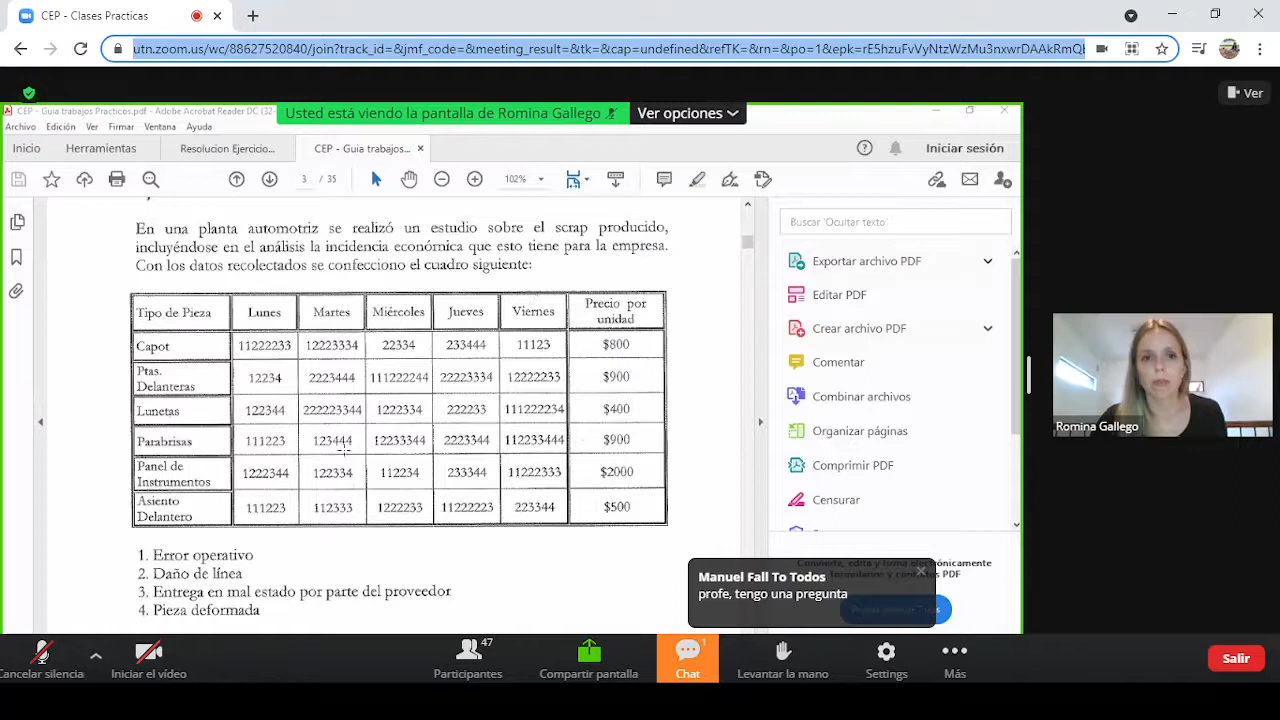 CEP - Clases Practicas
utn.zoom.us/wc/88627520840/join?track_id=&jmf_code=&meeting_result=&tk=&cap=undefined&refTK=&rn=&po=1&epk=rE5hzuFvVyNtzWzMu3nxwrDAAkRmQ
Ver
CEP - Guia trabajos Practicos.pdf - Adobe Acrobat Reader DC (32-
Usted está viendo la pantalla de Romina Gallego
Ver opciones
Archivo Edición Ver Firmar Ventana Ayuda
Inicio Herramientas Resolucion Ejercicio... CEP - Guia trabajos... Iniciar sesión
3 / 35 102%
En una planta automotriz se realizó un estudio sobre el scrap producido,
incluyéndose en el análisis la incidencia económica que esto tiene para la empresa.
Con los datos recolectados se confecciono el cuadro siguiente:
Tipo de Pieza Lunes Martes Miércoles Jueves Viernes Precio por unidad
Capot 11222233 12223334 22334 233444 11123 $800
Ptas. Delanteras 12234 2223444 111222244 22223334 12222233 $900
Lunetas 122344 222223344 1222334 222233 111222234 $400
Parabrisas 111223 123444 12233344 2223344 112233444 $900
Panel de Instrumentos 1222344 122334 112234 233344 11222333 $2000
Asiento Delantero 111223 112333 1222233 11222223 223344 $500
1. Error operativo
2. Daño de línea
3. Entrega en mal estado por parte del proveedor
4. Pieza deformada
Buscar 'Ocultar texto'
Exportar archivo PDF
Editar PDF
Crear archivo PDF
Comentar
Combinar archivos
Organizar páginas
Comprimir PDF
Censurar
Convierte, edita y firma electrónicamente
formularios y
PDF
Manuel Fall To Todos
profe, tengo una pregunta
Romina Gallego
Cancelar silencia
Iniciar el vídeo
47
Participantes
Compartir pantalla
1
Chat
Levantar la mano
Settings
Más
Salir